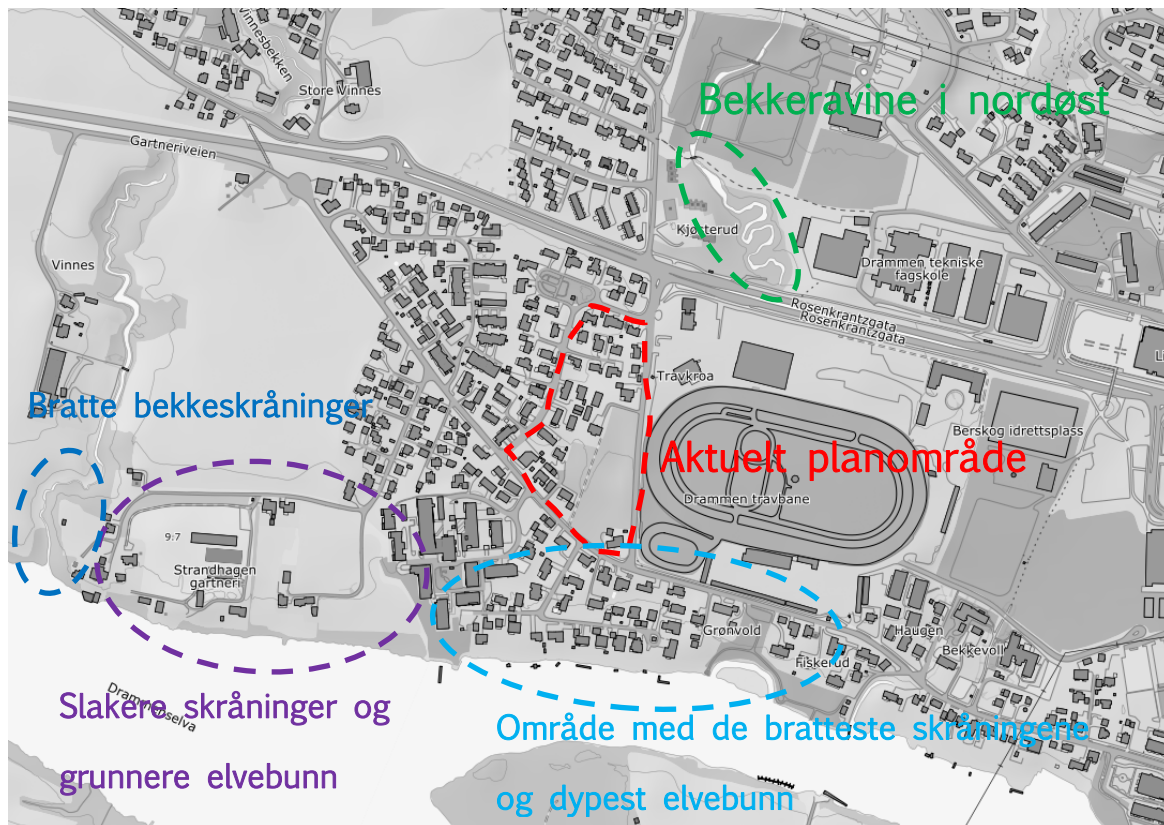 Vinnesbekken
Store Vinnes
Bekkeravine i nordøst
Gartneriveien
Kjøsterud
Vinnes
Drammen tekniske
fagskole
Rosenkrantzgata
Rosenkrantzgata
Travkroa
Bratte bekkeskråninger
Berskog idrettsplass
Aktuelt planområde
Drammen travbane
9.7
Strandhagen
gartneri
Grønvold
Haugen
Bekkevoll
Fiskerud
Drammenselva
Slakere skråninger og
grunnere elvebunn
Område med de bratteste skråningene
og dypest elvebunn